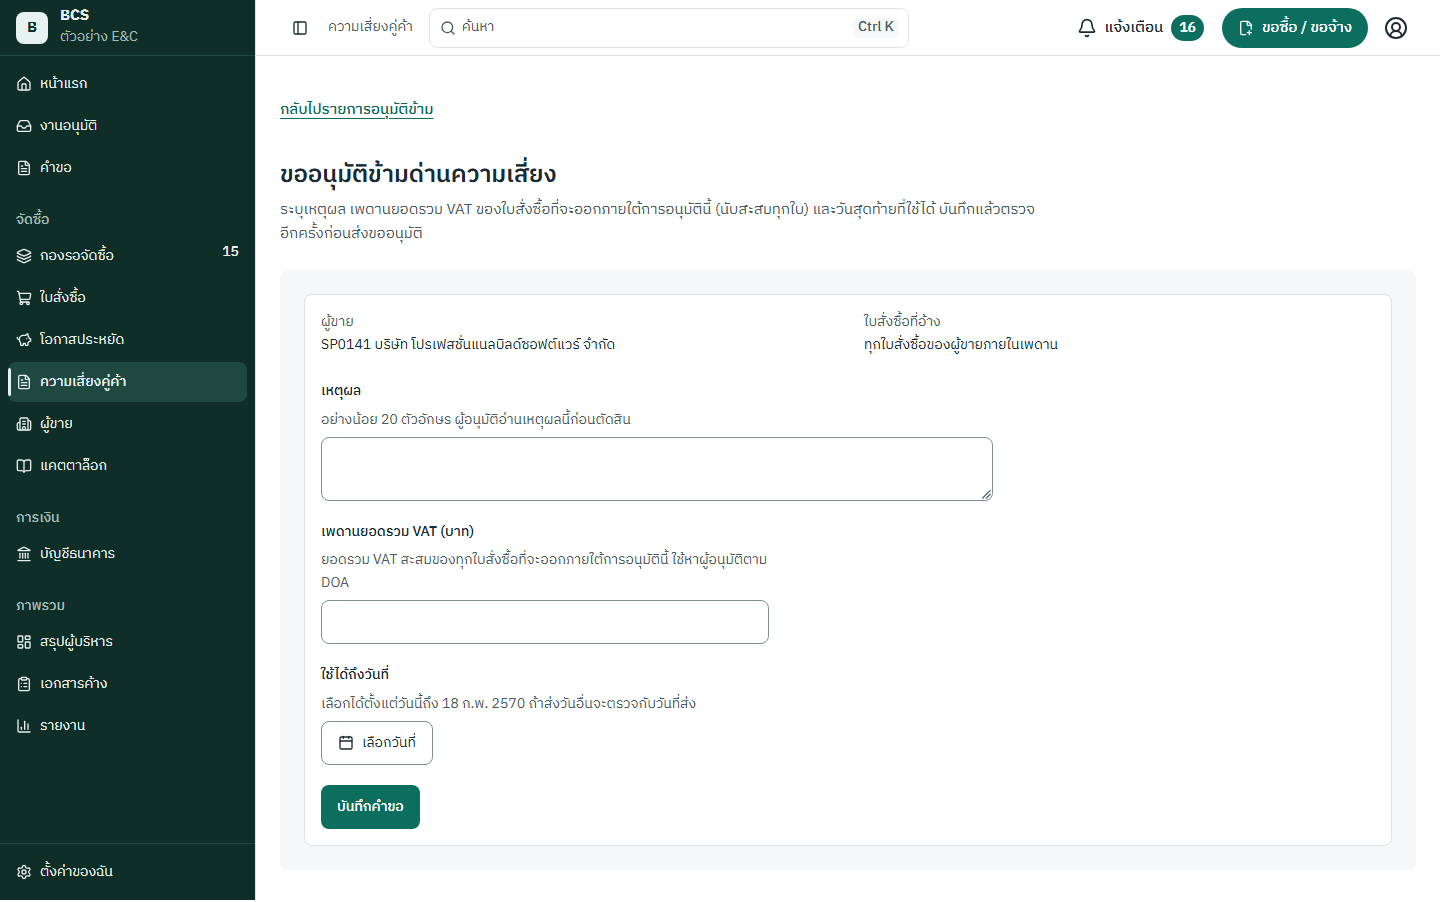 B
BCS
ตัวอย่าง E&C
ความเสี่ยงคู่ค้า
ค้นหา
Ctrl K
แจ้งเตือน
16
ขอซื้อ / ขอจ้าง
หน้าแรก
งานอนุมัติ
คำขอ
จัดซื้อ
กองรอจัดซื้อ
15
ใบสั่งซื้อ
โอกาสประหยัด
ความเสี่ยงคู่ค้า
ผู้ขาย
แคตตาล็อก
การเงิน
บัญชีธนาคาร
ภาพรวม
สรุปผู้บริหาร
เอกสารค้าง
รายงาน
ตั้งค่าของฉัน
กลับไปรายการอนุมัติข้าม
ขออนุมัติข้ามด่านความเสี่ยง
ระบุเหตุผล เพดานยอดรวม VAT ของใบสั่งซื้อที่จะออกภายใต้การอนุมัตินี้ (นับสะสมทุกใบ) และวันสุดท้ายที่ใช้ได้ บันทึกแล้วตรวจ
อีกครั้งก่อนส่งขออนุมัติ
ผู้ขาย
SP0141 บริษัท โปรเฟสชั่นแนลบิลด์ซอฟต์แวร์ จำกัด
ใบสั่งซื้อที่อ้าง
ทุกใบสั่งซื้อของผู้ขายภายในเพดาน
เหตุผล
อย่างน้อย 20 ตัวอักษร ผู้อนุมัติอ่านเหตุผลนี้ก่อนตัดสิน
เพดานยอดรวม VAT (บาท)
ยอดรวม VAT สะสมของทุกใบสั่งซื้อที่จะออกภายใต้การอนุมัตินี้ ใช้หาผู้อนุมัติตาม
DOA
ใช้ได้ถึงวันที่
เลือกได้ตั้งแต่วันนี้ถึง 18 ก.พ. 2570 ถ้าส่งวันอื่นจะตรวจกับวันที่ส่ง
เลือกวันที่
บันทึกคำขอ